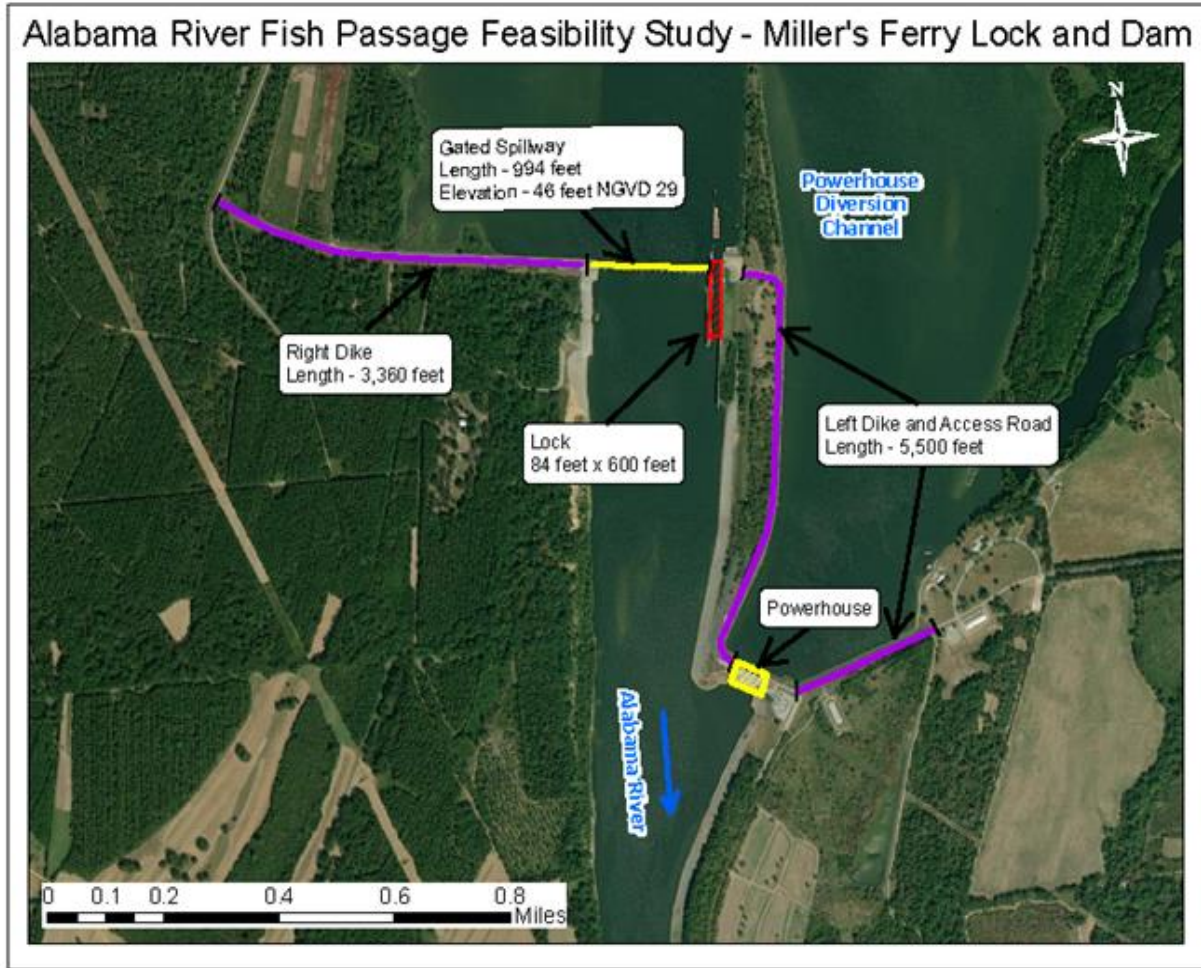 Alabama River Fish Passage Feasibility Study - Miller's Ferry Lock and Dam
N
Gated Spillway
Length - 994 feet
Elevation - 46 feet NGVD 29
Powerhouse
Diversion
Channel
Right Dike
Length - 3,360 feet
Lock
84 feet x 600 feet
Left Dike and Access Road
Length - 5,500 feet
Powerhouse
Alabama River
0 0.1 0.2 0.4 0.6 0.8
Miles